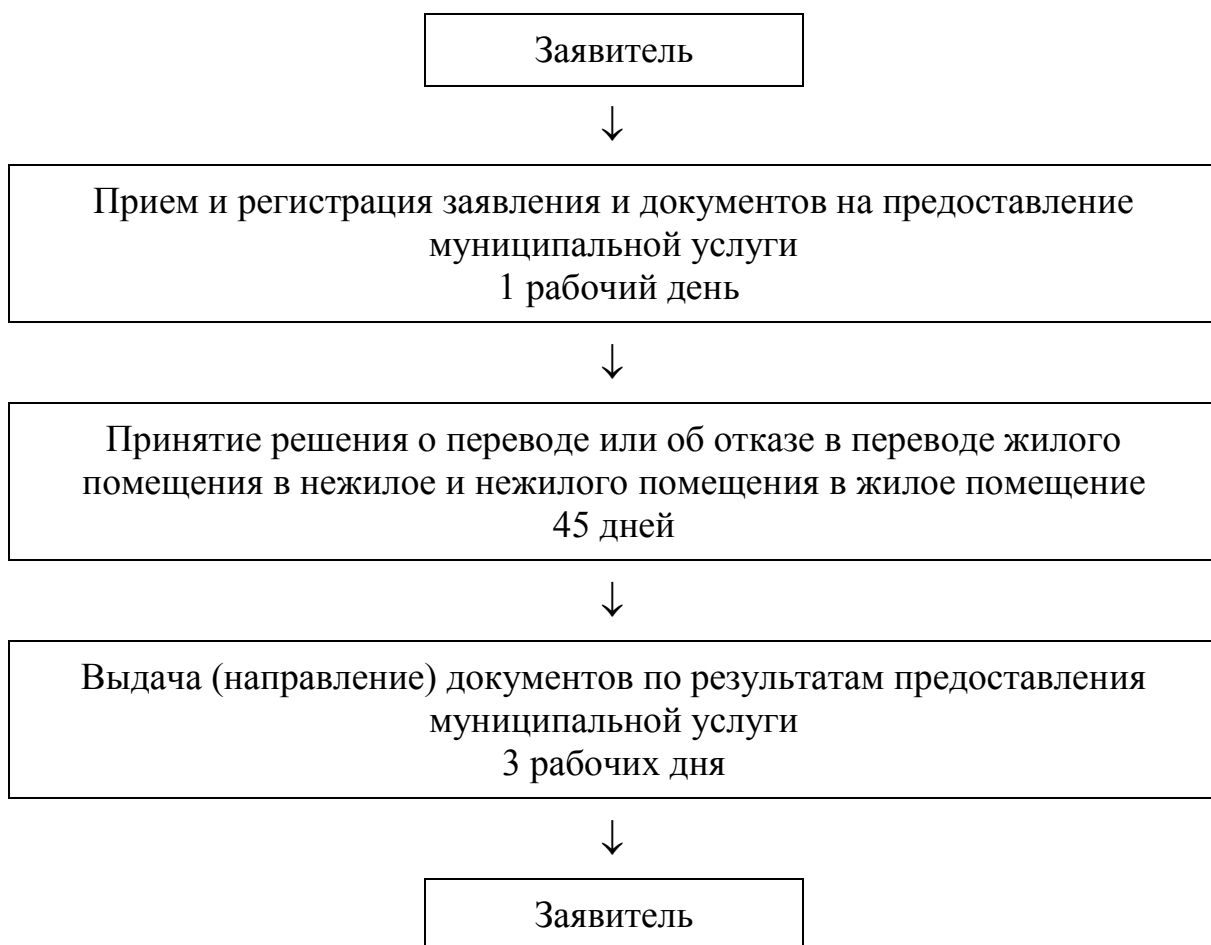 Заявитель
↓
Прием и регистрация заявления и документов на предоставление
муниципальной услуги
1 рабочий день
↓
Принятие решения о переводе или об отказе в переводе жилого
помещения в нежилое и нежилого помещения в жилое помещение
45 дней
↓
Выдача (направление) документов по результатам предоставления
муниципальной услуги
3 рабочих дня
↓
Заявитель